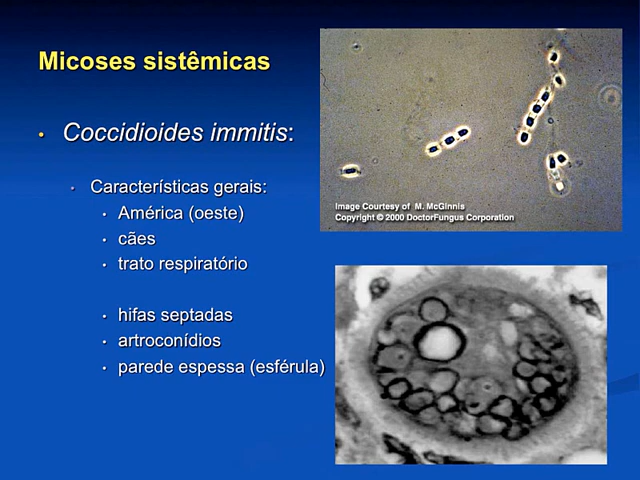 Micoses sistêmicas
• Coccidioides immitis:
• Características gerais:
• América (oeste)
• cães
• trato respiratório
• hifas septadas
• artroconídios
• parede espessa (esférula)
Image Courtesy of M. McGinnis
Copyright © 2000 DoctorFungus Corporation